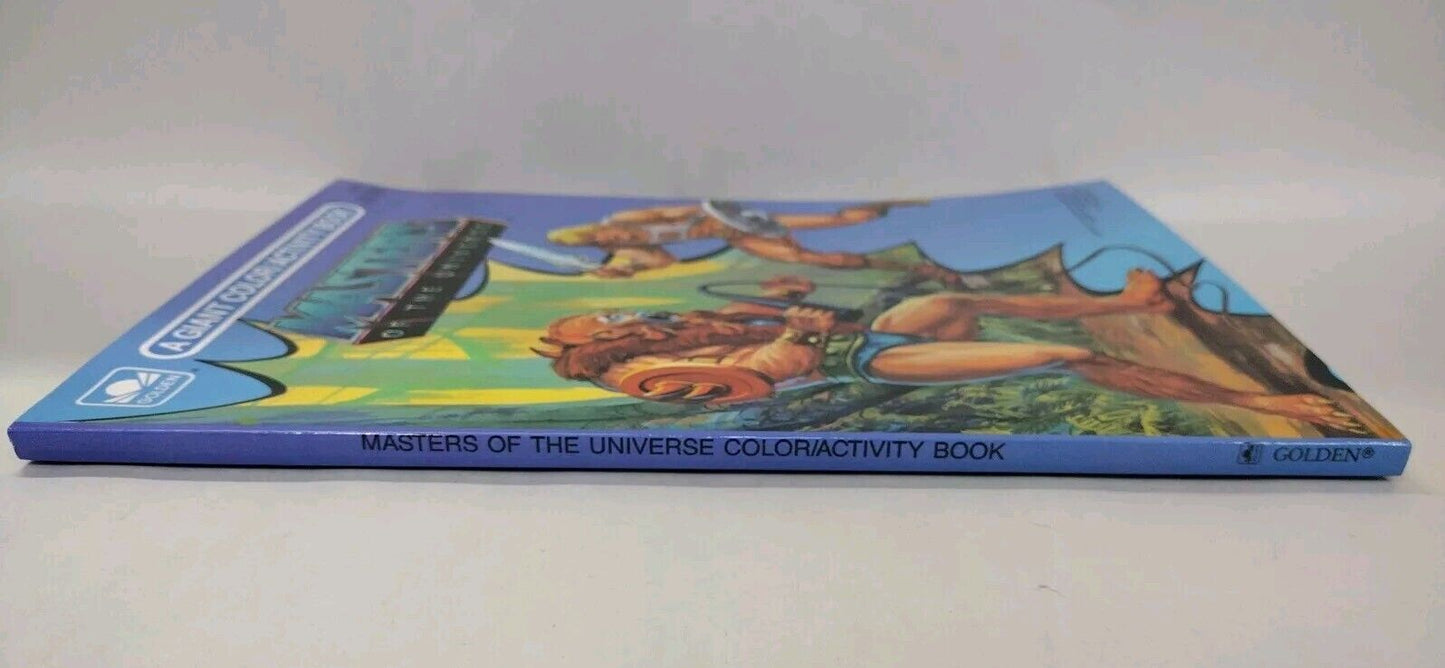 A GIANT COLOR/ACTIVITY BOOK
MASTERS
OF THE UNIVERSE
GOLDEN
MASTERS OF THE UNIVERSE COLOR/ACTIVITY BOOK
GOLDEN®